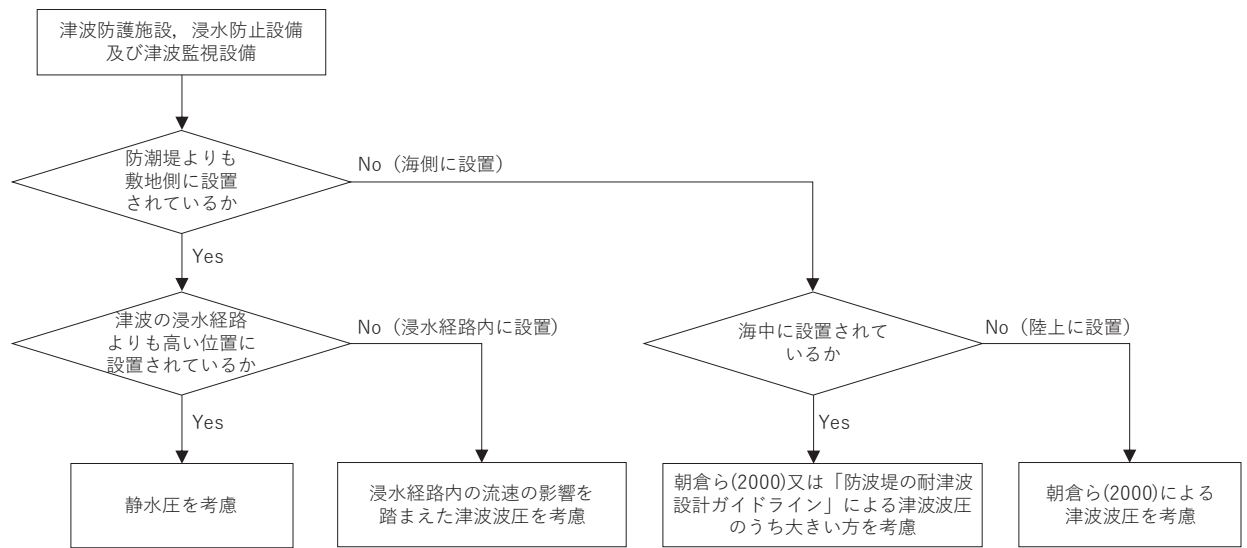 津波防護施設，浸水防止設備
及び津波監視設備
防潮堤よりも
敷地側に設置
されているか
No（海側に設置）
Yes
津波の浸水経路
よりも高い位置に
設置されているか
No（浸水経路内に設置）
海中に設置されて
いるか
No（陸上に設置）
Yes
Yes
静水圧を考慮
浸水経路内の流速の影響を
踏まえた津波波圧を考慮
朝倉ら(2000)又は「防波堤の耐津波
設計ガイドライン」による津波波圧
のうち大きい方を考慮
朝倉ら(2000)による
津波波圧を考慮